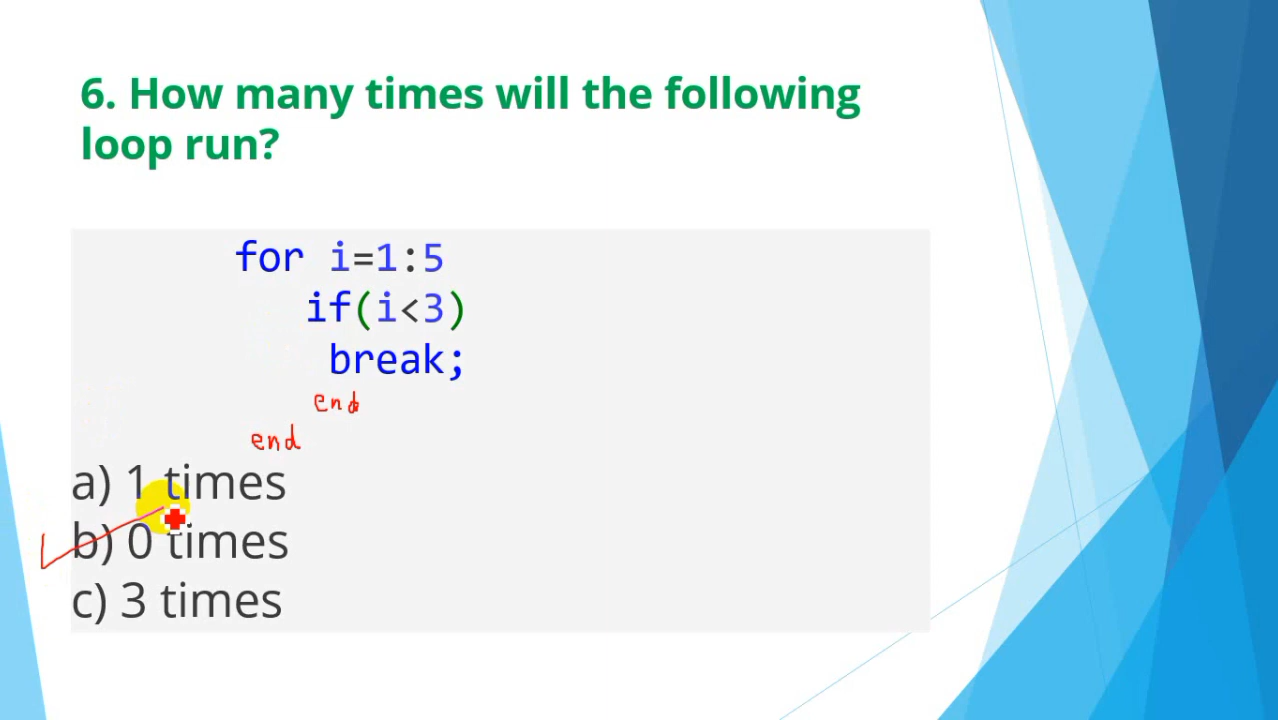 6. How many times will the following
loop run?
for i=1:5
if(i<3)
break;
end
end
a) 1 times
b) 0 times
c) 3 times